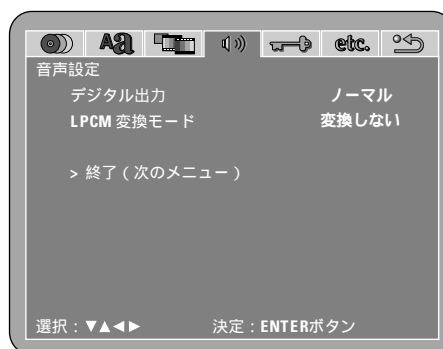 Aa etc.
音声設定
デジタル出力 ノーマル
LPCM 変換モード 変換しない
> 終了 ( 次のメニュー )
選択 : ▼▲◀▶ 決定 : ENTERボタン